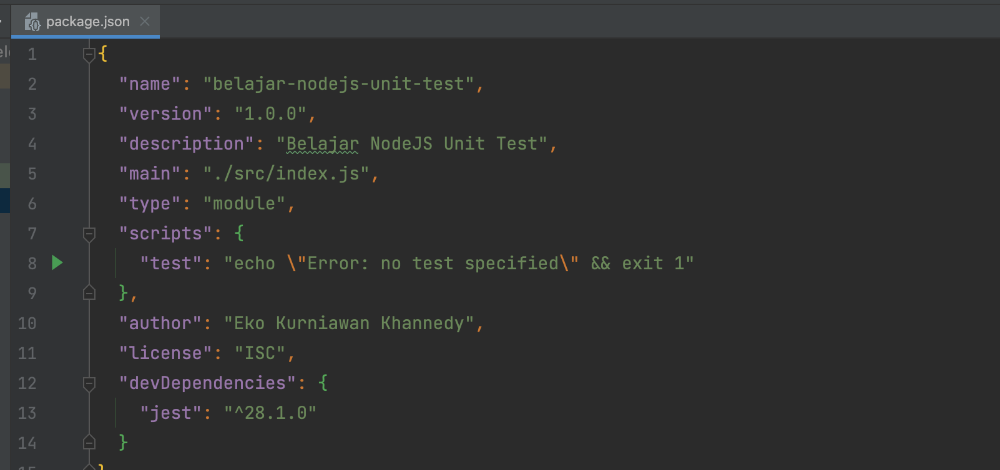 package.json
el
1 {
2 "name": "belajar-nodejs-unit-test",
3 "version": "1.0.0",
4 "description": "Belajar NodeJS Unit Test",
5 "main": "./src/index.js",
6 "type": "module",
7 "scripts": {
8 "test": "echo \"Error: no test specified\" && exit 1"
9 },
10 "author": "Eko Kurniawan Khannedy",
11 "license": "ISC",
12 "devDependencies": {
13 "jest": "^28.1.0"
14 }
15 }